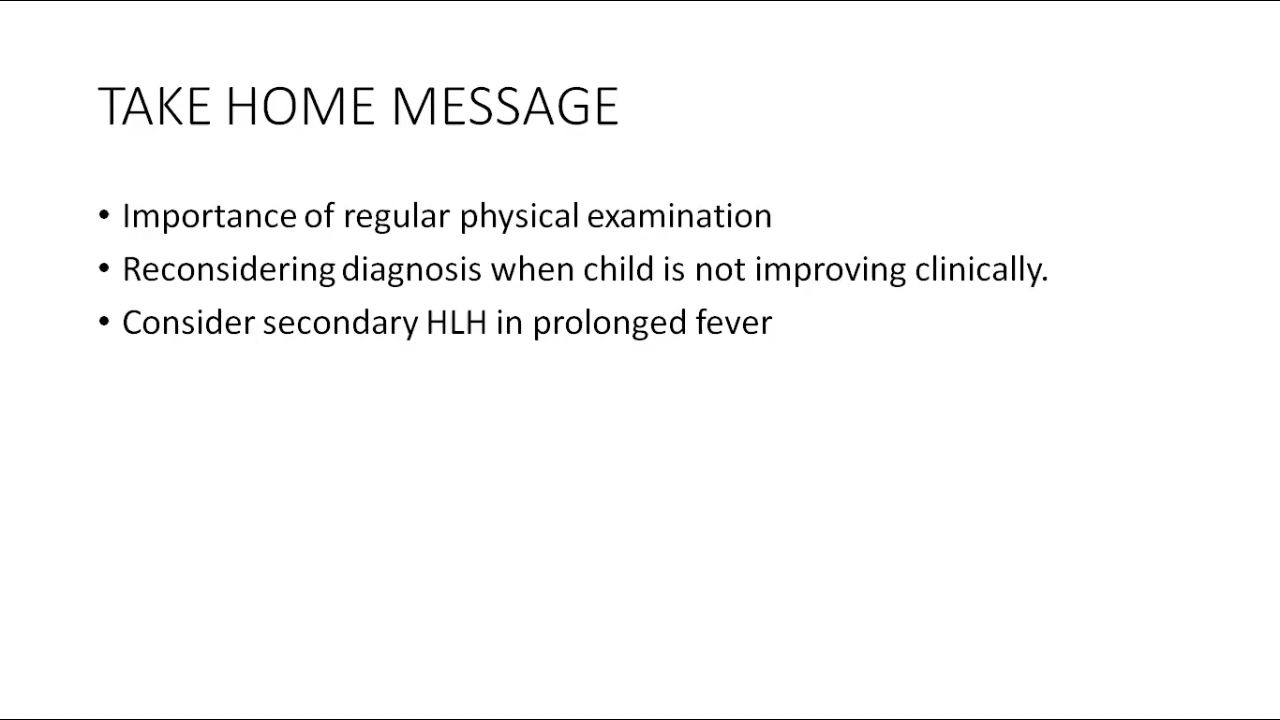 TAKE HOME MESSAGE
• Importance of regular physical examination
• Reconsidering diagnosis when child is not improving clinically.
• Consider secondary HLH in prolonged fever